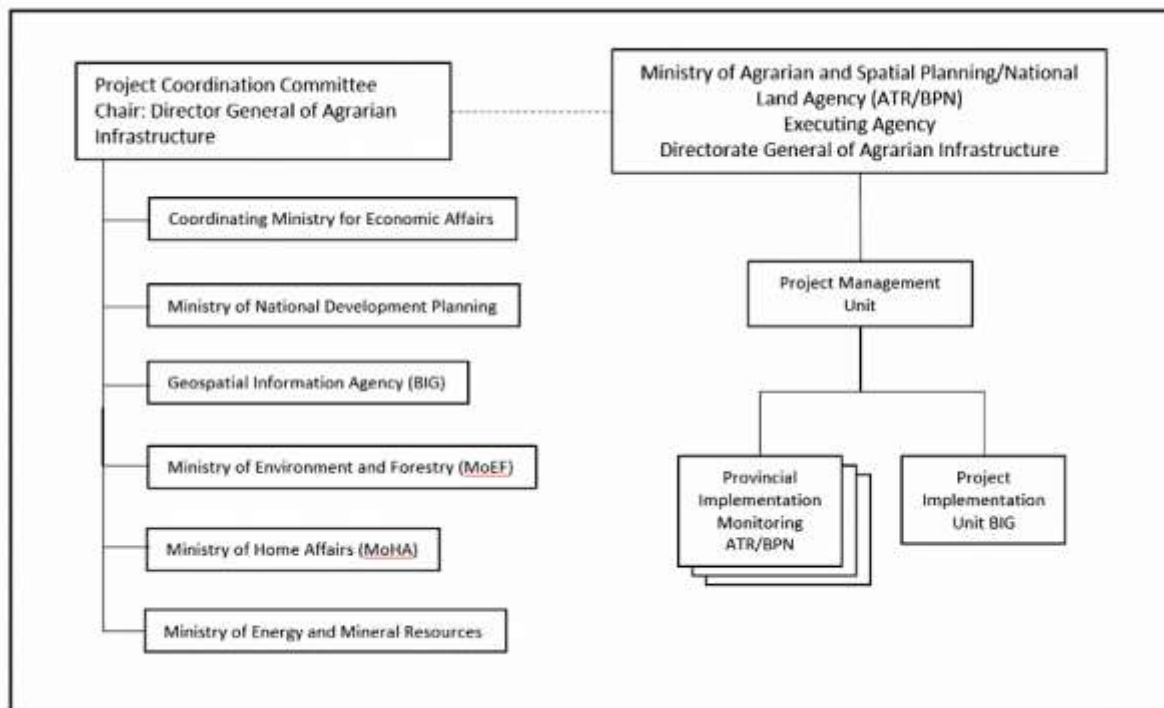 Project Coordination Committee
Chair: Director General of Agrarian
Infrastructure
Ministry of Agrarian and Spatial Planning/National
Land Agency (ATR/BPN)
Executing Agency
Directorate General of Agrarian Infrastructure
Coordinating Ministry for Economic Affairs
Ministry of National Development Planning
Geospatial Information Agency (BIG)
Ministry of Environment and Forestry (MoEF)
Ministry of Home Affairs (MoHA)
Ministry of Energy and Mineral Resources
Project Management
Unit
Provincial
Implementation
Monitoring
ATR/BPN
Project
Implementation
Unit BIG